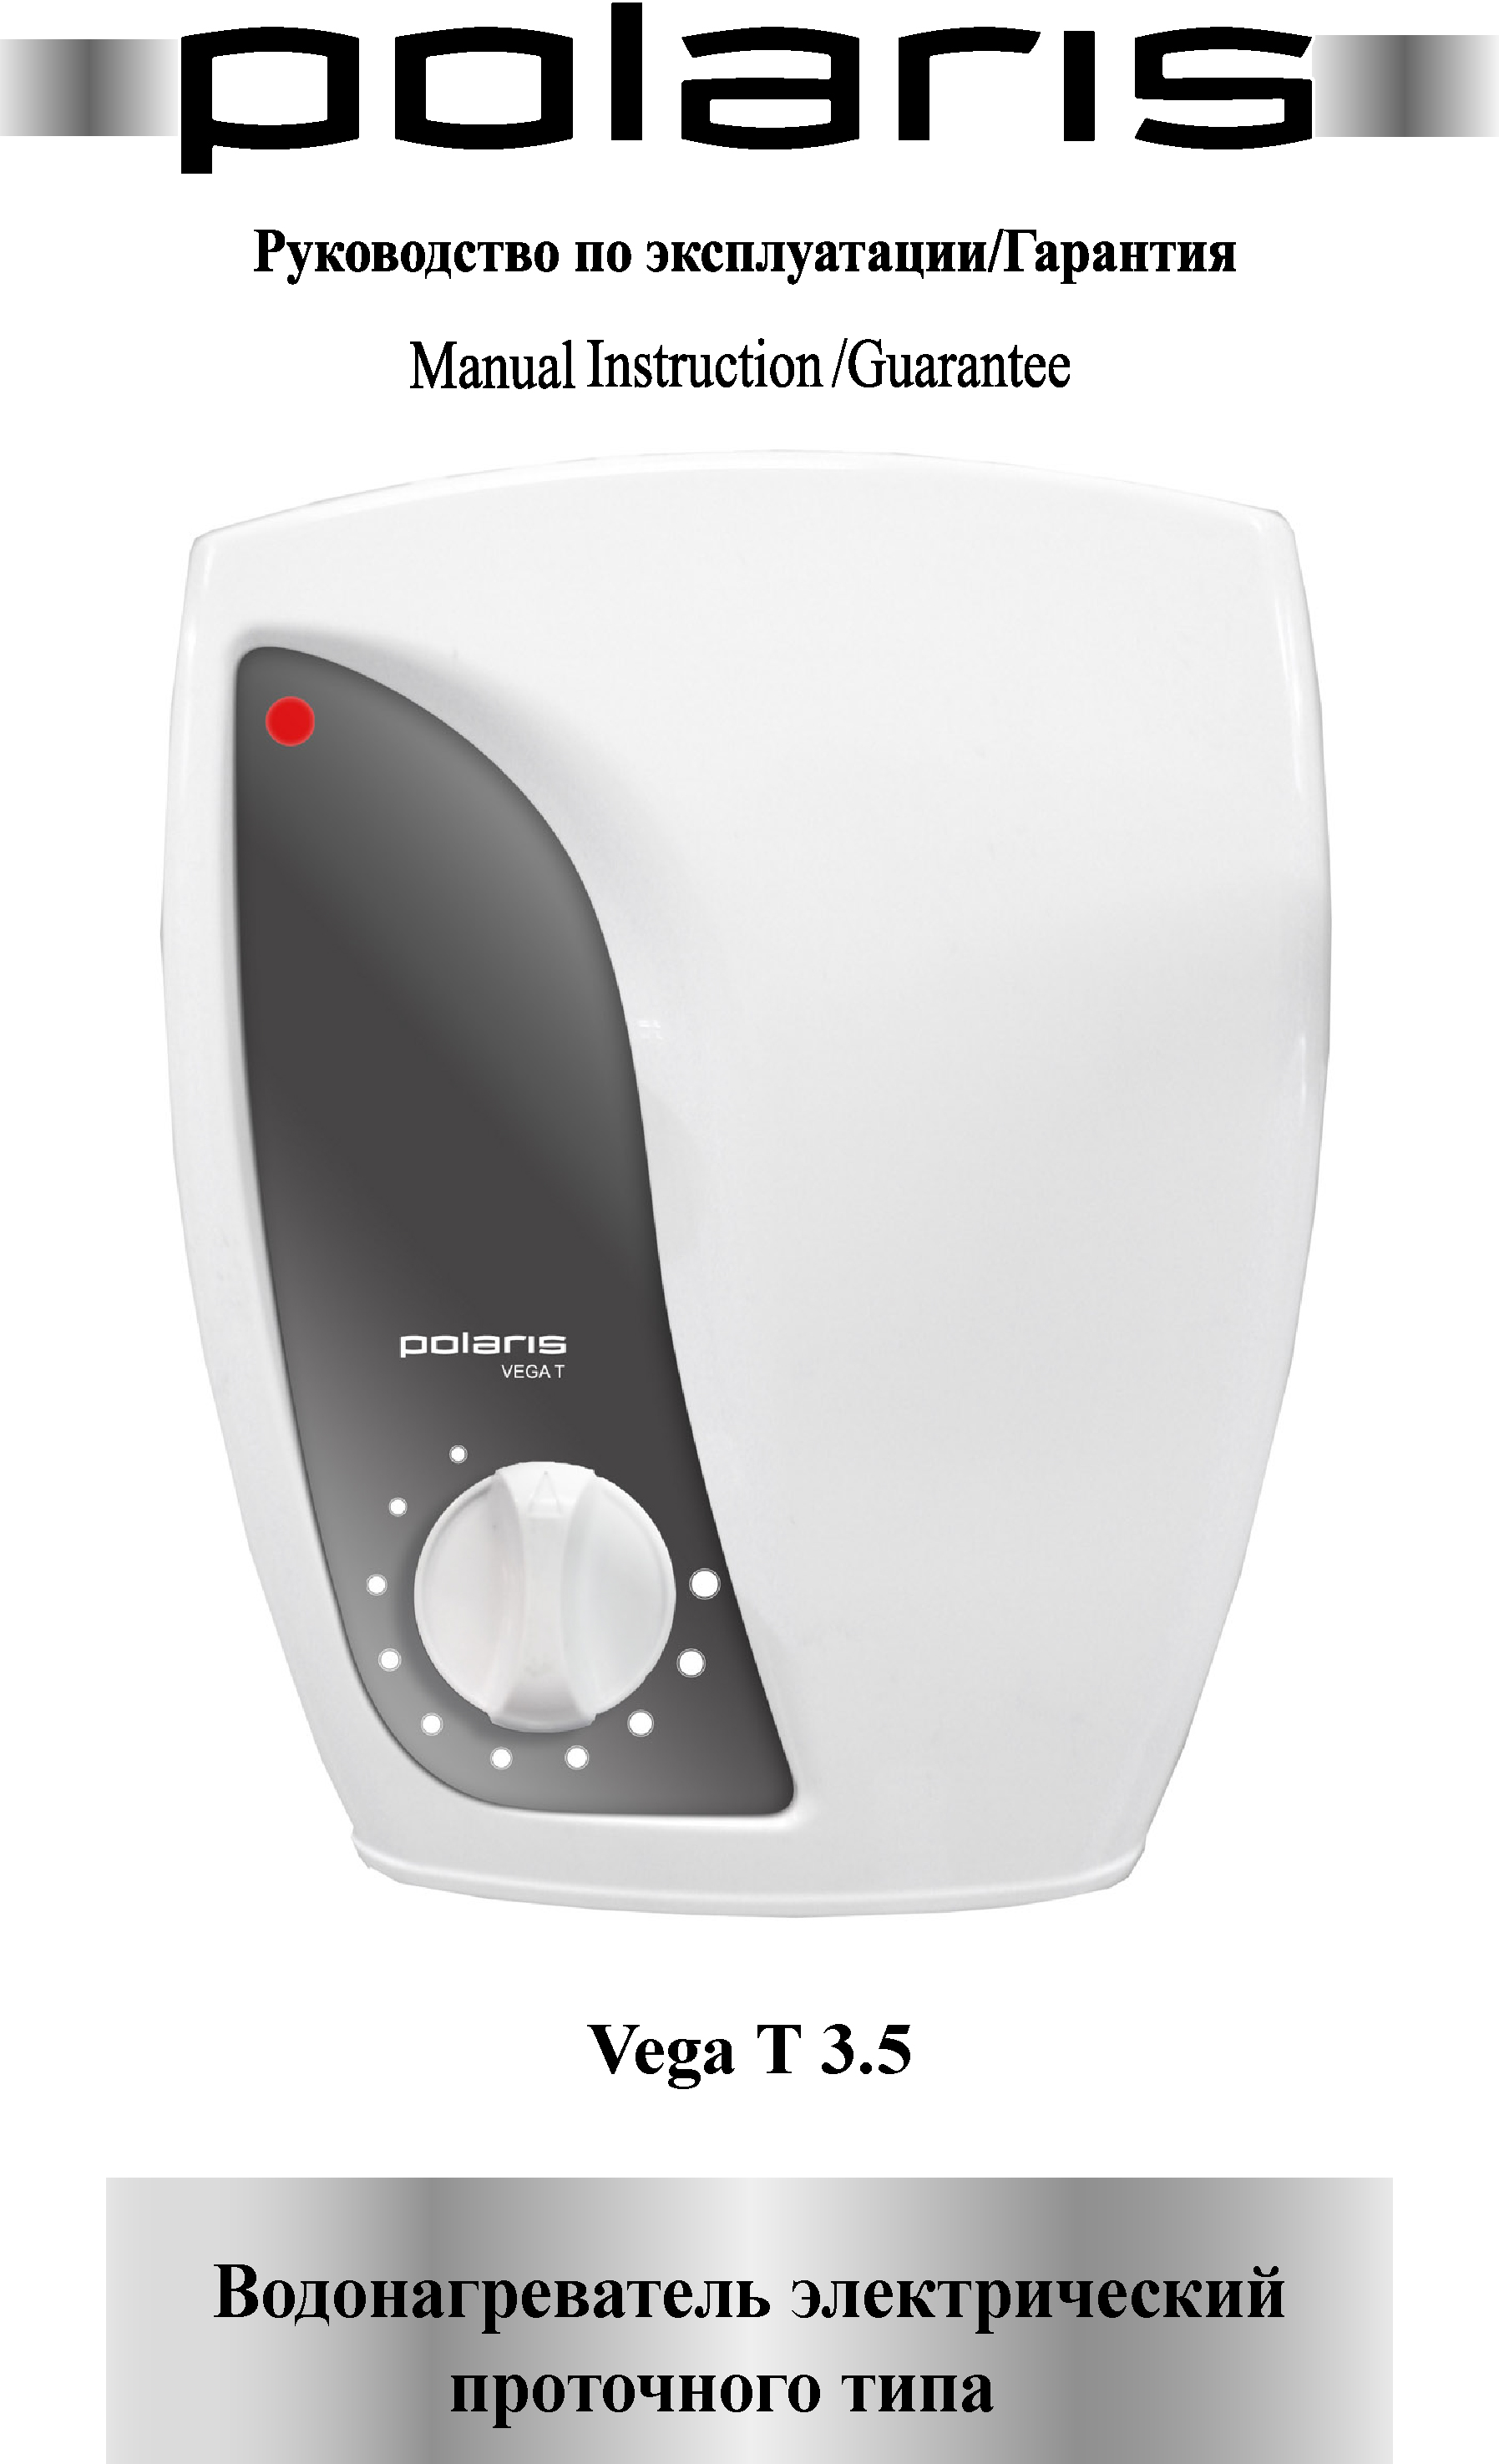 polaris
Руководство по эксплуатации/Гарантия
Manual Instruction /Guarantee
polaris
VEGA T
Vega T 3.5
Водонагреватель электрический
проточного типа